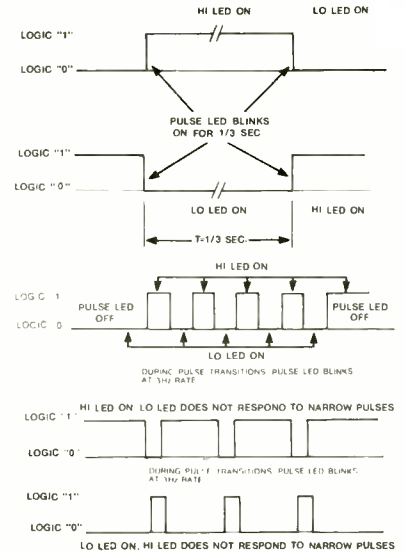 HI LED ON LO LED ON
LOGIC "1"
LOGIC "0"
PULSE LED BLINKS
ON FOR 1/3 SEC
LOGIC "1"
LOGIC "0"
LO LED ON HI LED ON
T=1/3 SEC.
HI LED ON
LOGIC 1
PULSE LED
OFF
PULSE LED
OFF
LOGIC 0
LO LED ON
DURING PULSE TRANSITIONS PULSE LED BLINKS
AT 3Hz RATE
HI LED ON LO LED DOES NOT RESPOND TO NARROW PULSES
LOGIC "1"
LOGIC "0"
DURING PULSE TRANSITIONS PULSE LED BLINKS
AT 3Hz RATE
LOGIC "1"
LOGIC "0"
LO LED ON, HI LED DOES NOT RESPOND TO NARROW PULSES